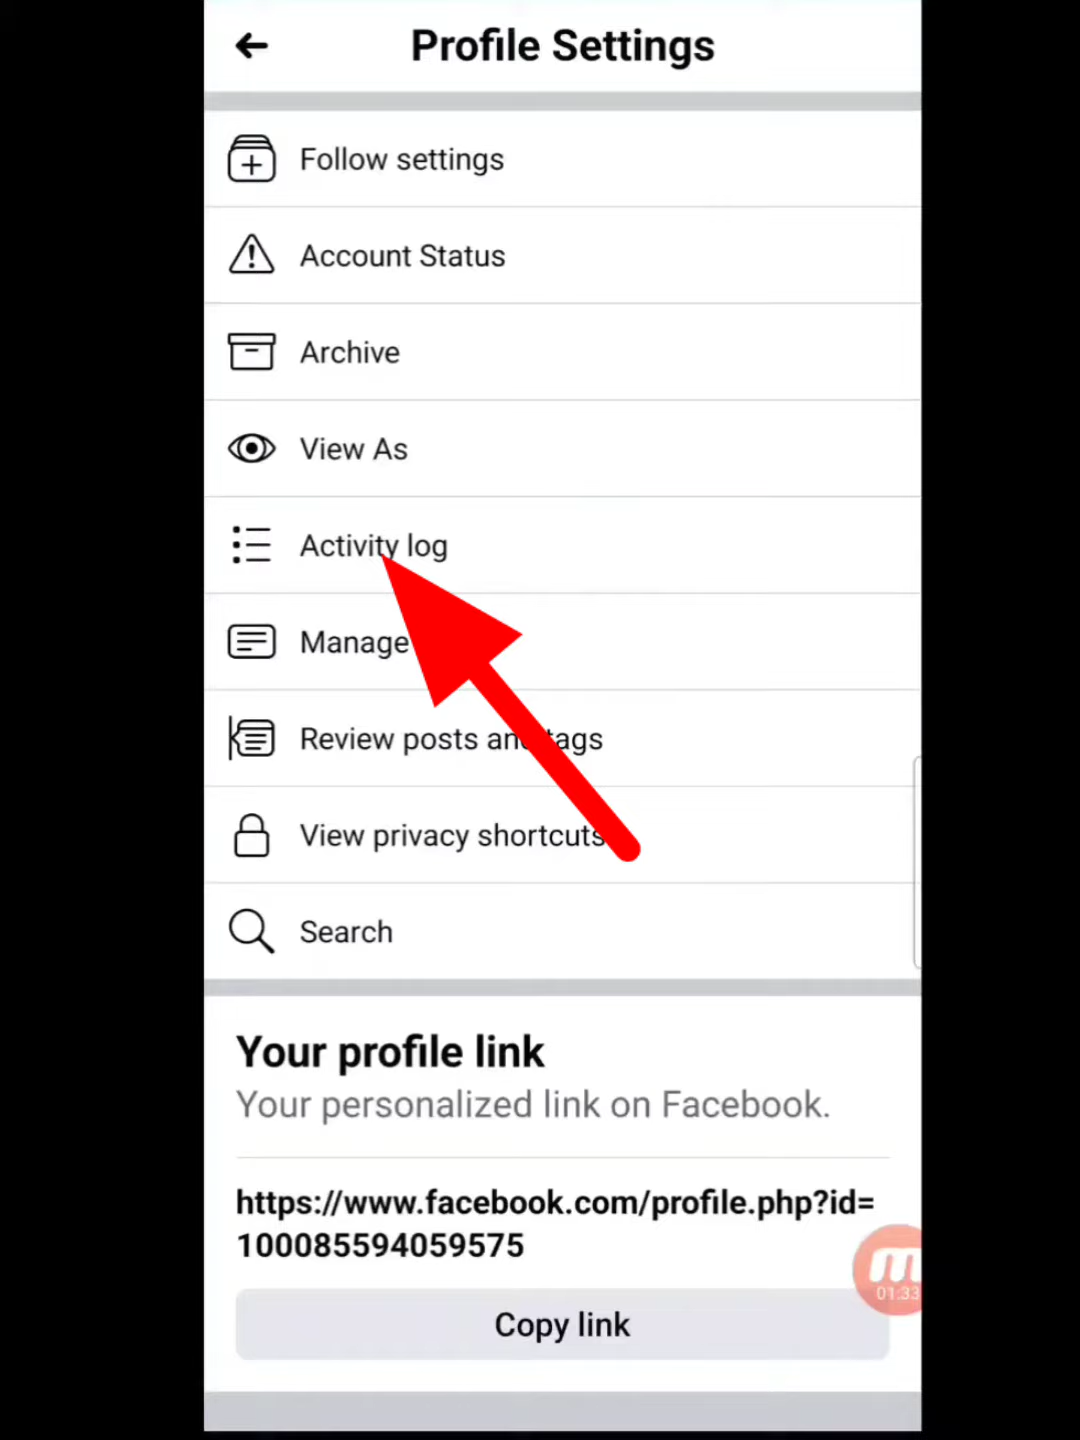 Profile Settings
Follow settings
Account Status
Archive
View As
Activity log
Manage
Review posts and tags
View privacy shortcuts
Search
Your profile link
Your personalized link on Facebook.
https://www.facebook.com/profile.php?id=
100085594059575
01:33
Copy link